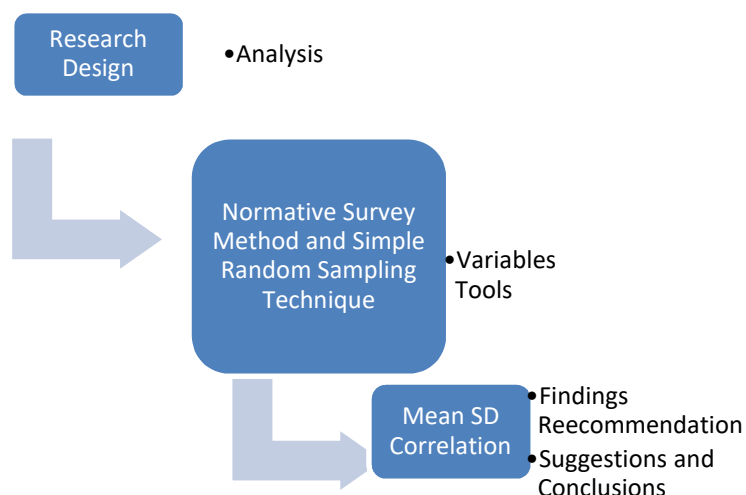 Research
Design
•Analysis
Normative Survey
Method and Simple
Random Sampling
Technique
•Variables
Tools
Mean SD
Correlation
•Findings
Reecommendation
•Suggestions and
Conclusions